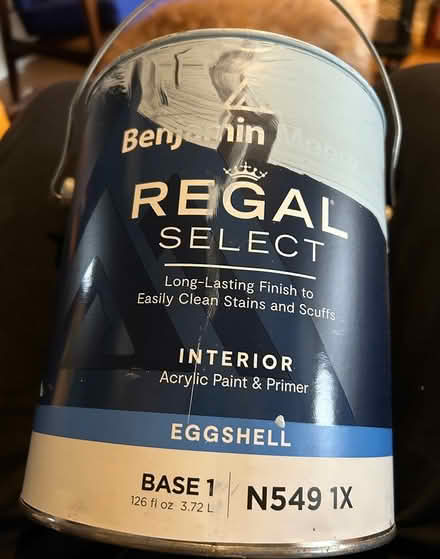 Benjamin Moore
REGAL®
SELECT
Long-Lasting Finish to
Easily Clean Stains and Scuffs
INTERIOR
Acrylic Paint & Primer
EGGSHELL
BASE 1
126 fl oz 3.72 L
N549 1X